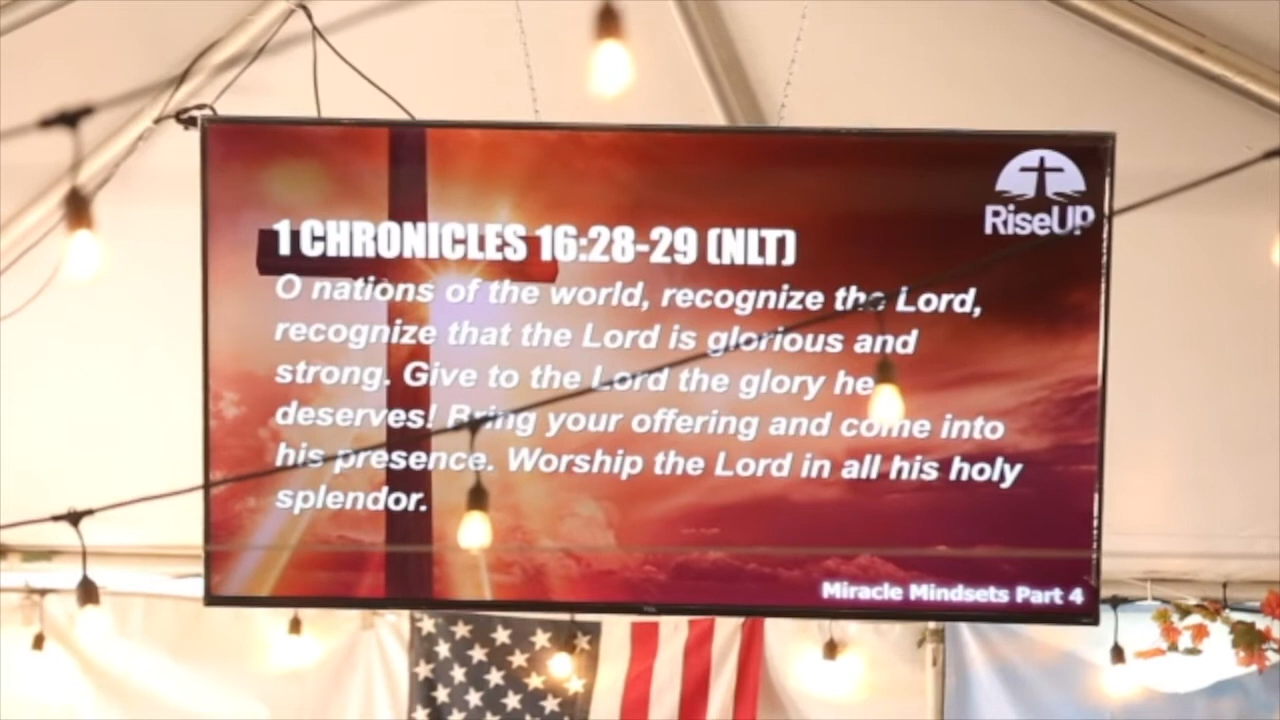 RiseUP
1 CHRONICLES 16:28-29 (NLT)
O nations of the world, recognize the Lord,
recognize that the Lord is glorious and
strong. Give to the Lord the glory he
deserves! Bring your offering and come into
his presence. Worship the Lord in all his holy
splendor.
Miracle Mindsets Part 4
TCL